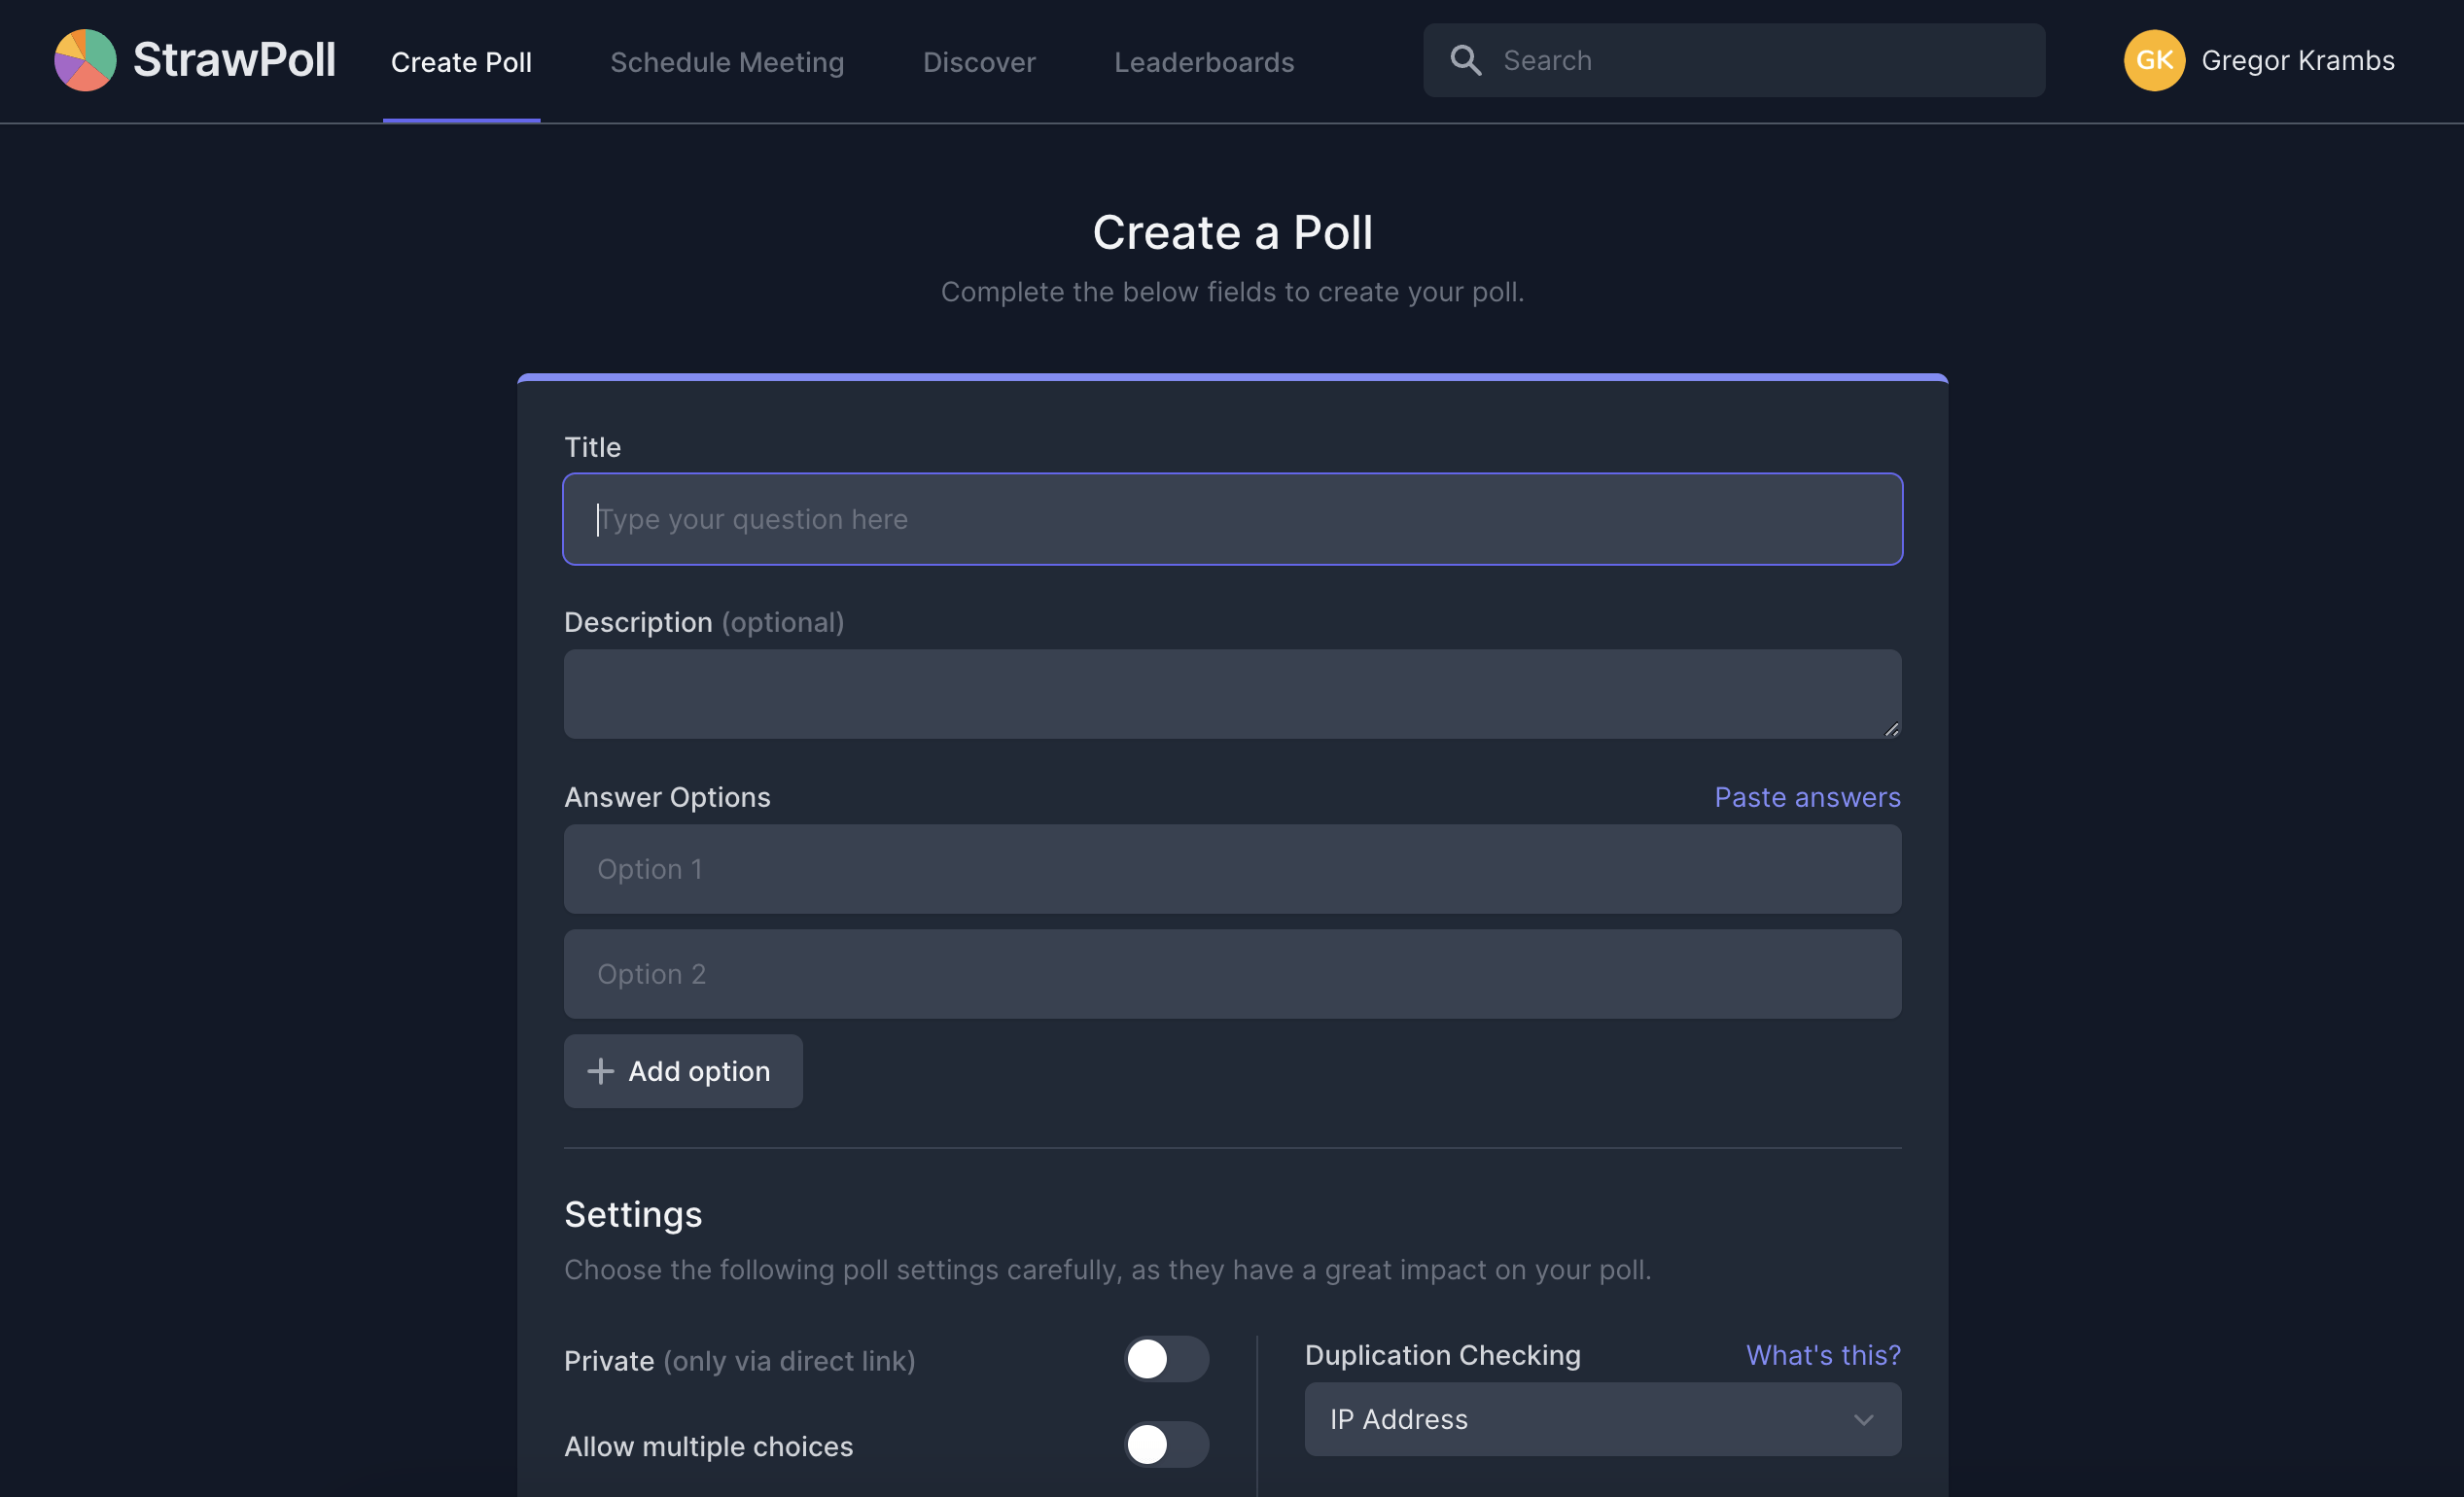 StrawPoll Create Poll Schedule Meeting Discover Leaderboards Search GK Gregor Krambs
Create a Poll
Complete the below fields to create your poll.
Title
Type your question here
Description (optional)
Answer Options Paste answers
Option 1
Option 2
Add option
Settings
Choose the following poll settings carefully, as they have a great impact on your poll.
Private (only via direct link) Duplication Checking What's this?
IP Address
Allow multiple choices